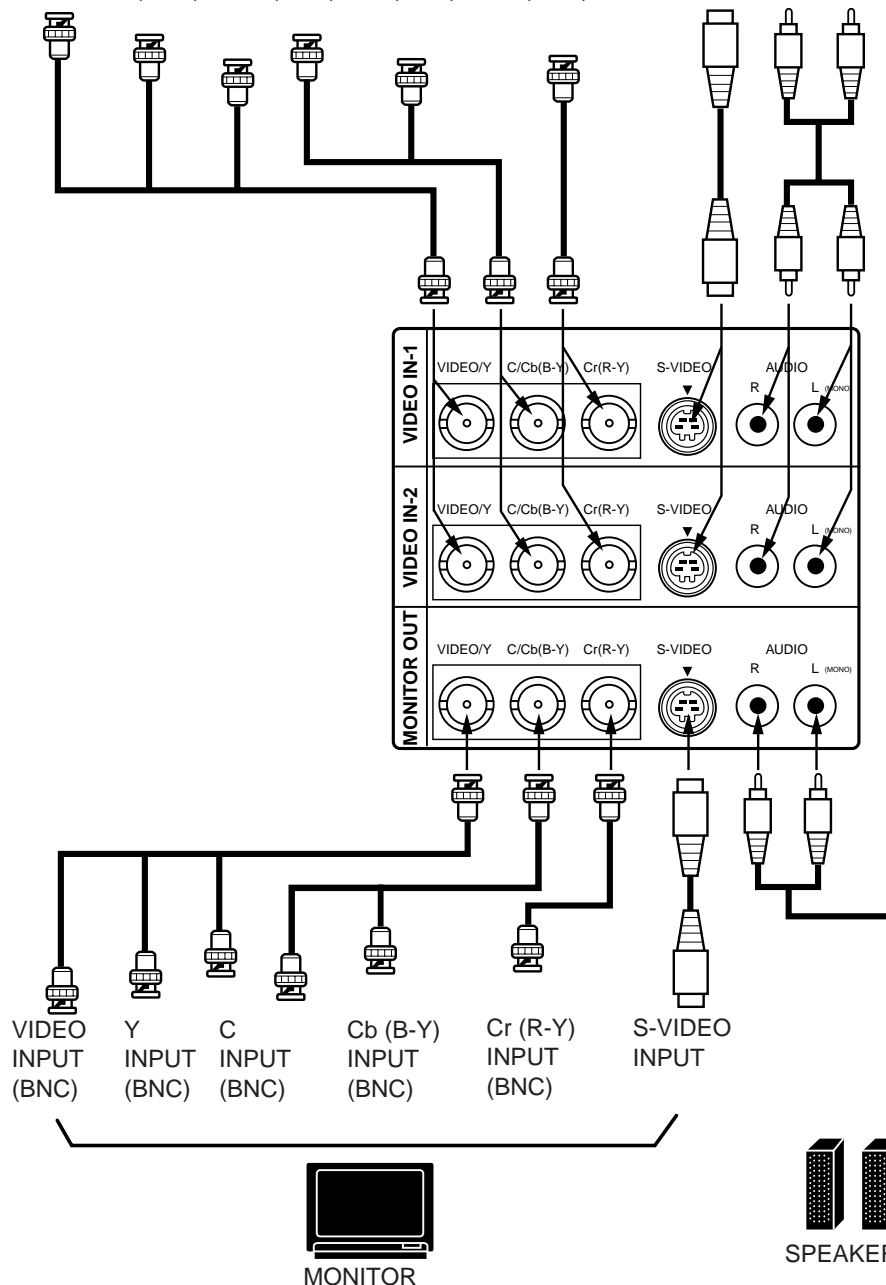 VIDEO IN-1
VIDEO/Y C/Cb(B-Y) Cr(R-Y) S-VIDEO AUDIO
R L (MONO)
VIDEO IN-2
VIDEO/Y C/Cb(B-Y) Cr(R-Y) S-VIDEO AUDIO
R L (MONO)
MONITOR OUT
VIDEO/Y C/Cb(B-Y) Cr(R-Y) S-VIDEO AUDIO
R L (MONO)
VIDEO INPUT (BNC)
Y INPUT (BNC)
C INPUT (BNC)
Cb (B-Y) INPUT (BNC)
Cr (R-Y) INPUT (BNC)
S-VIDEO INPUT
MONITOR
SPEAKER